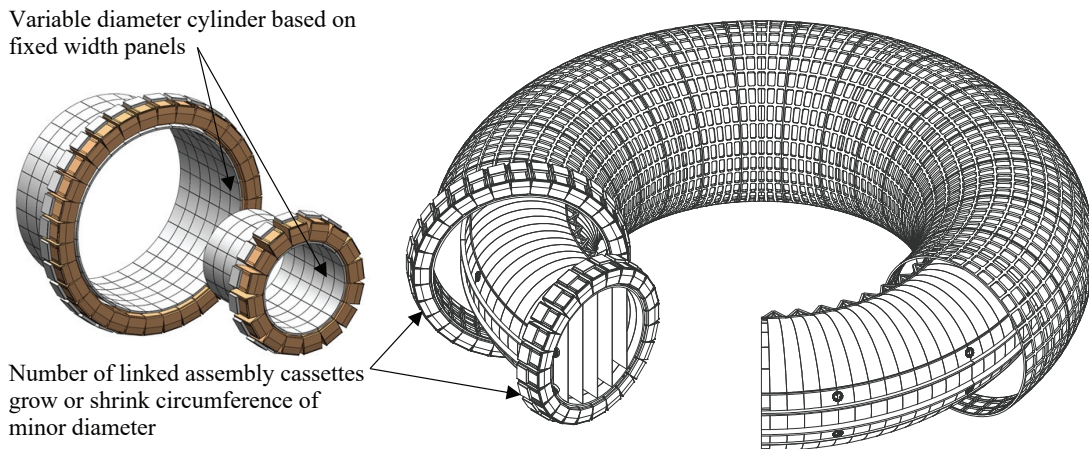 Variable diameter cylinder based on
fixed width panels
Number of linked assembly cassettes
grow or shrink circumference of
minor diameter